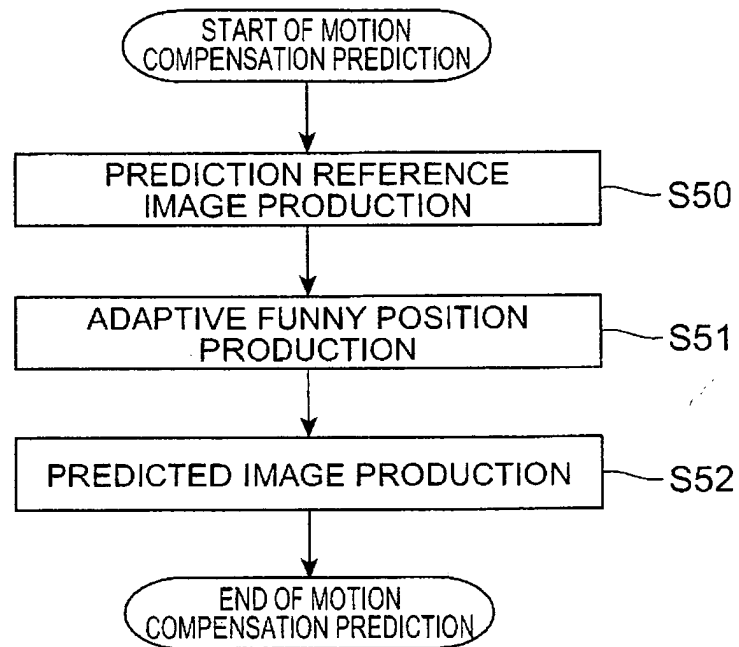 START OF MOTION
COMPENSATION PREDICTION
PREDICTION REFERENCE
IMAGE PRODUCTION
S50
ADAPTIVE FUNNY POSITION
PRODUCTION
S51
PREDICTED IMAGE PRODUCTION
S52
END OF MOTION
COMPENSATION PREDICTION